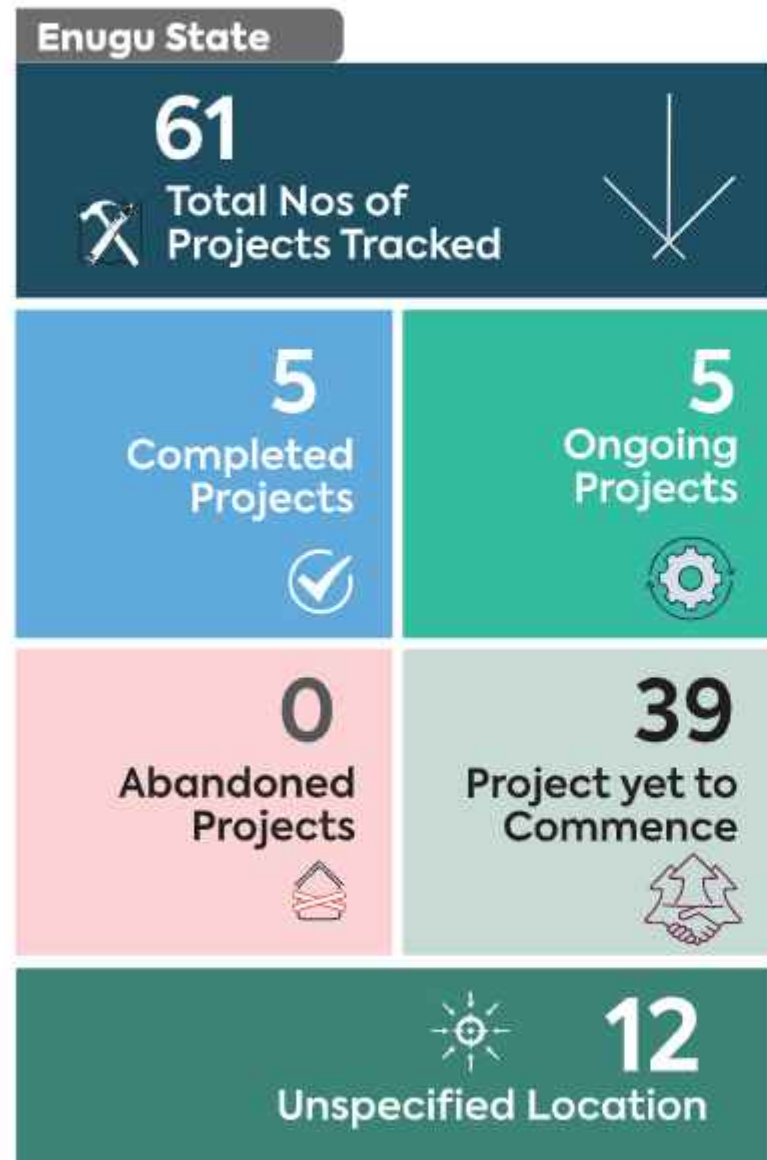 Enugu State
61
Total Nos of
Projects Tracked
5
Completed
Projects
5
Ongoing
Projects
0
Abandoned
Projects
39
Project yet to
Commence
12
Unspecified Location